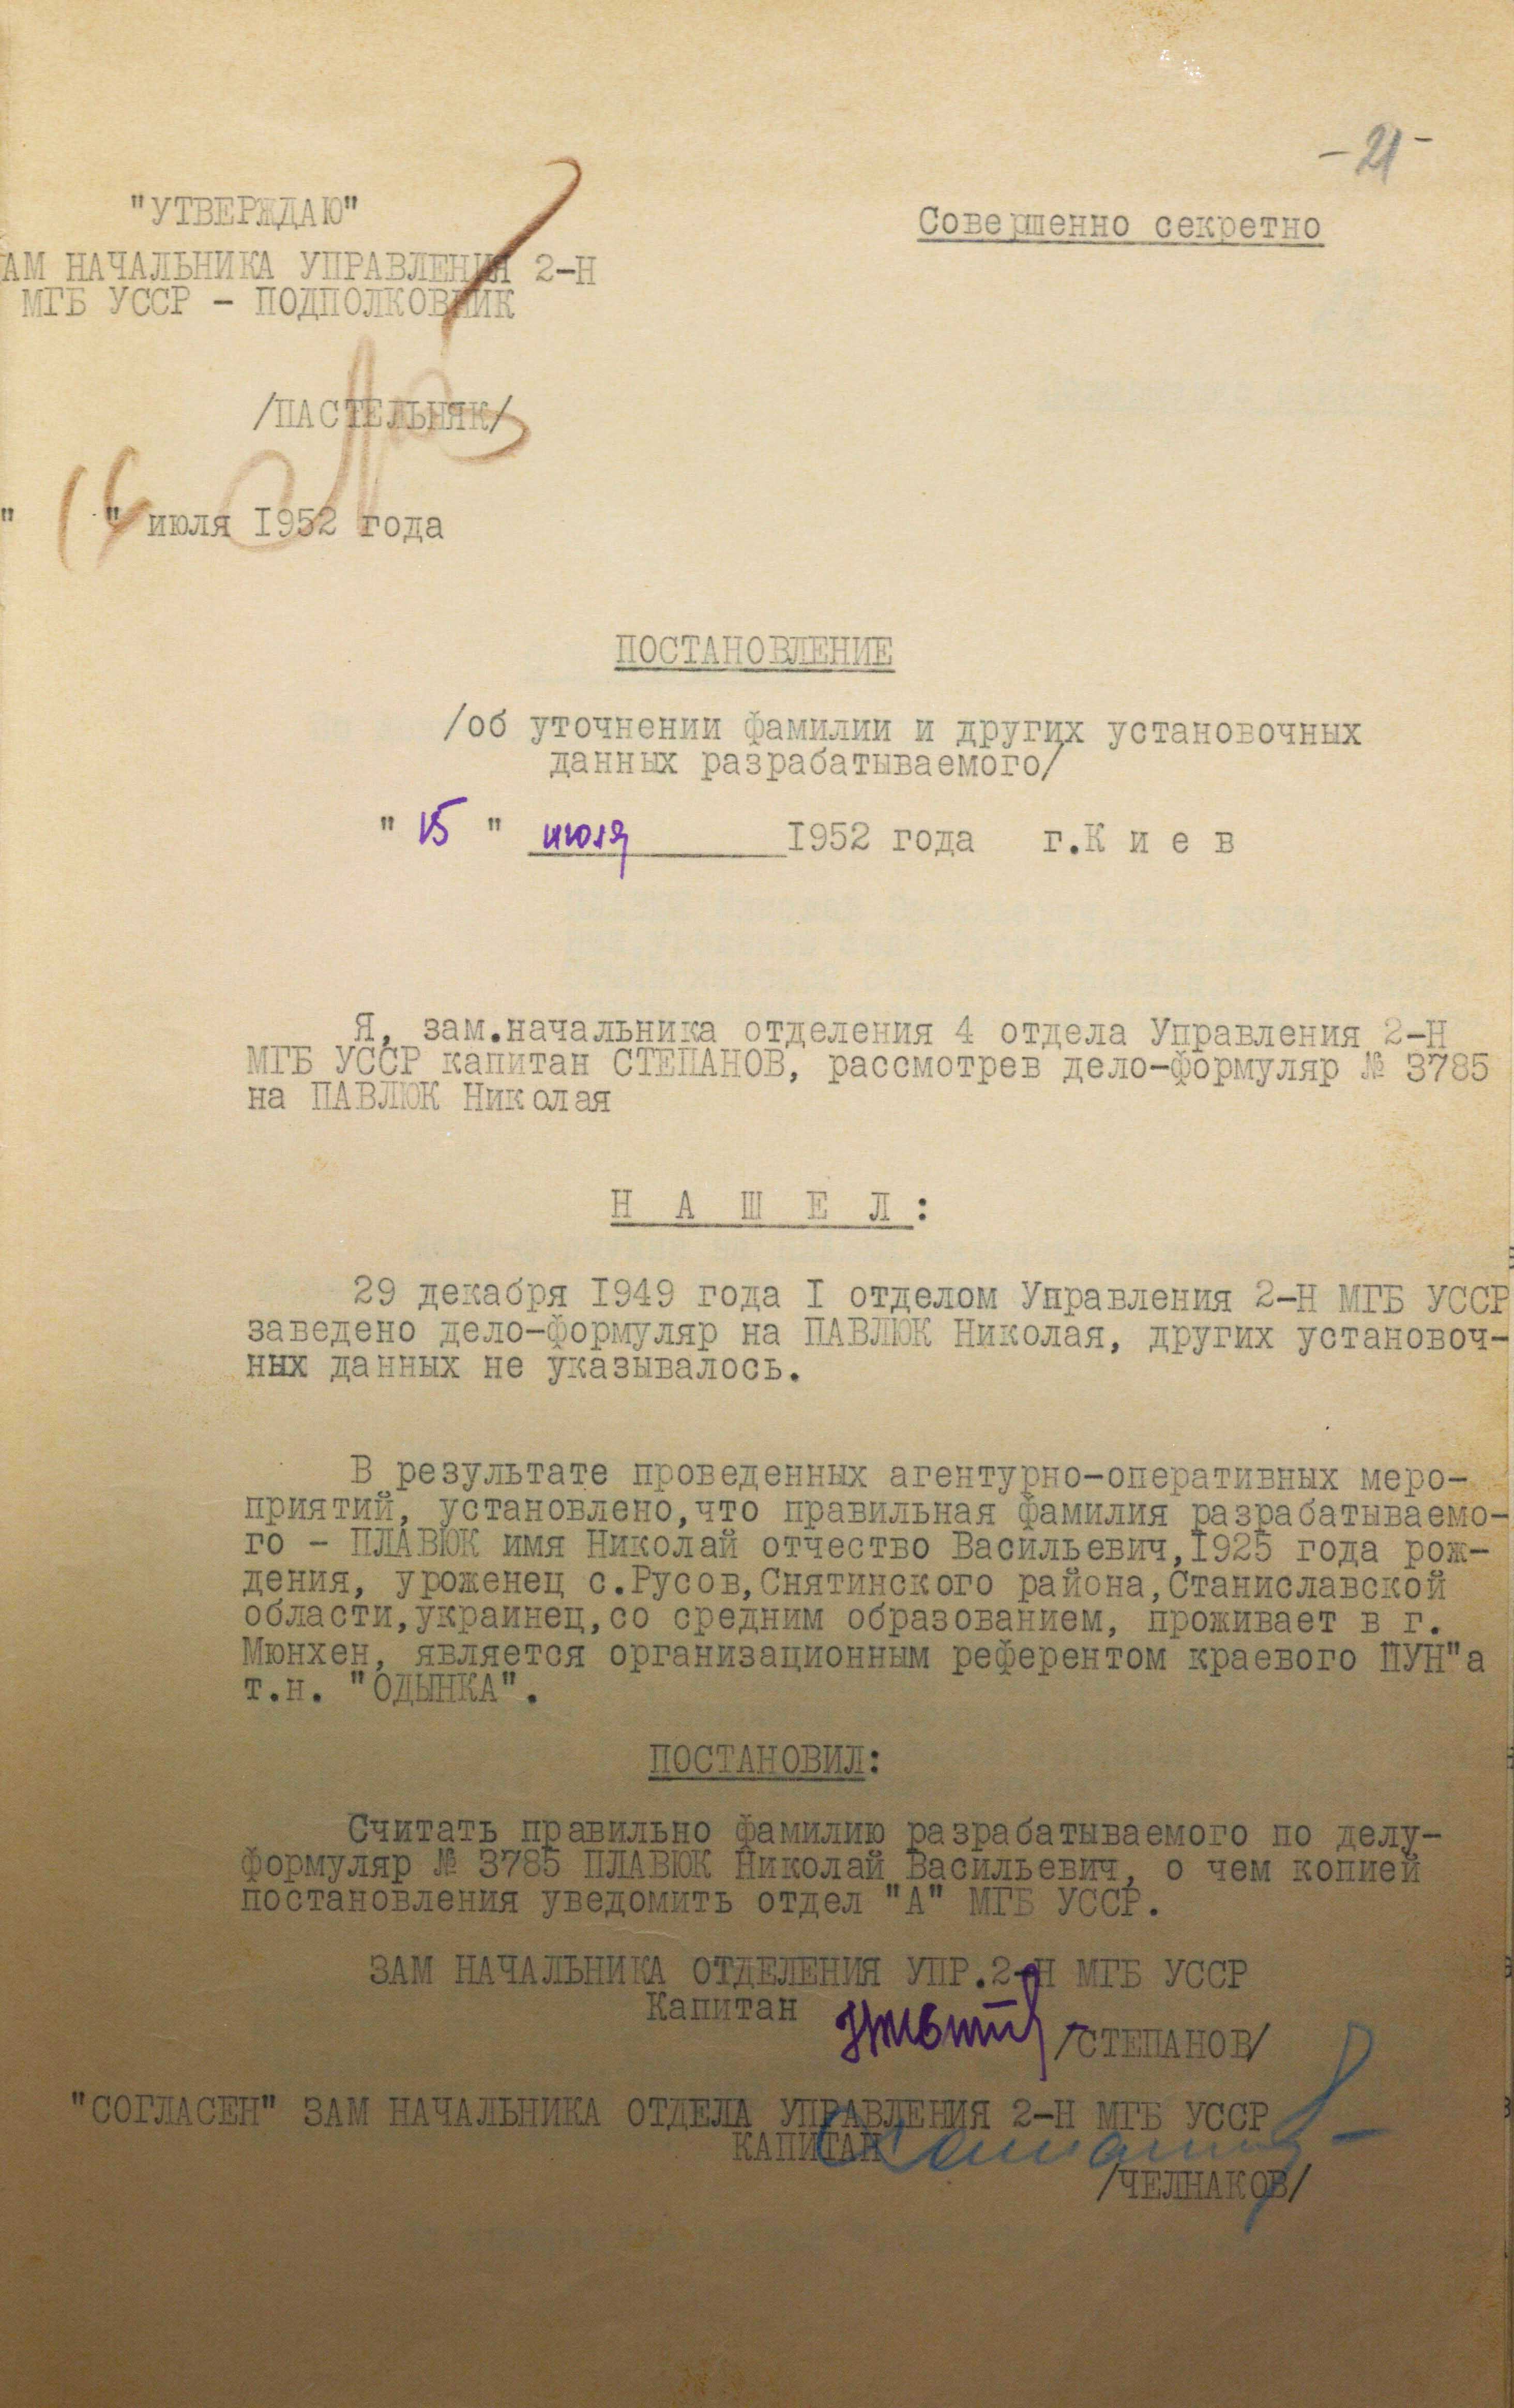 -21-
"УТВЕРЖДАЮ"
Совершенно секретно
АМ НАЧАЛЬНИКА УПРАВЛЕНИЯ 2-Н
МГБ УССР - ПОДПОЛКОВНИК
/ПАСТЕЛЬНЯК/
" 16 " июля I952 года
ПОСТАНОВЛЕНИЕ
/об уточнении фамилии и других установочных
данных разрабатываемого/
" 15 " июля I952 года г.К и е в
Я, зам.начальника отделения 4 отдела Управления 2-Н
МГБ УССР капитан СТЕПАНОВ, рассмотрев дело-формуляр № 3785
на ПАВЛЮК Николая
Н А Ш Е Л :
29 декабря I949 года I отделом Управления 2-Н МГБ УССР
заведено дело-формуляр на ПАВЛЮК Николая, других установоч-
ных данных не указывалось.
В результате проведенных агентурно-оперативных меро-
приятий, установлено,что правильная фамилия разрабатываемо-
го - ПЛАВЮК имя Николай отчество Васильевич,I925 года рож-
дения, уроженец с.Русов,Снятинского района,Станиславской
области,украинец,со средним образованием, проживает в г.
Мюнхен, является организационным референтом краевого ПУН"а
т.н. "ОДЫНКА".
ПОСТАНОВИЛ:
Считать правильно фамилию разрабатываемого по делу-
формуляр № 3785 ПЛАВЮК Николай Васильевич, о чем копией
постановления уведомить отдел "А" МГБ УССР.
ЗАМ НАЧАЛЬНИКА ОТДЕЛЕНИЯ УПР.2-Н МГБ УССР
Капитан
/СТЕПАНОВ/
"СОГЛАСЕН" ЗАМ НАЧАЛЬНИКА ОТДЕЛА УПРАВЛЕНИЯ 2-Н МГБ УССР
КАПИТАН
/ЧЕЛНАКОВ/